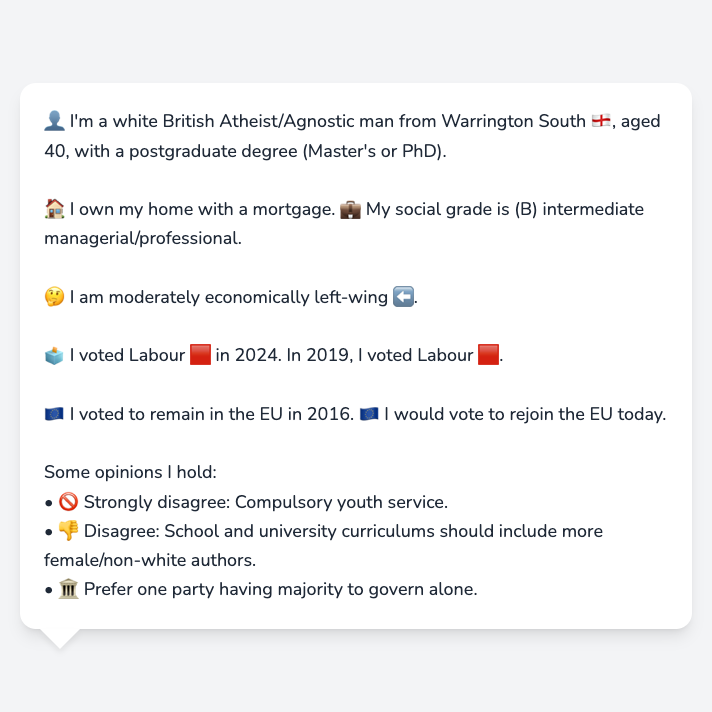 👤 I'm a white British Atheist/Agnostic man from Warrington South 🏴󠁧󠁢󠁥󠁮󠁧󠁿, aged
40, with a postgraduate degree (Master's or PhD).
🏠 I own my home with a mortgage. 💼 My social grade is (B) intermediate
managerial/professional.
🤔 I am moderately economically left-wing ⬅️.
🗳️ I voted Labour 🟥 in 2024. In 2019, I voted Labour 🟥.
🇪🇺 I voted to remain in the EU in 2016. 🇪🇺 I would vote to rejoin the EU today.
Some opinions I hold:
• 🚫 Strongly disagree: Compulsory youth service.
• 👎 Disagree: School and university curriculums should include more
female/non-white authors.
• 🏛️ Prefer one party having majority to govern alone.